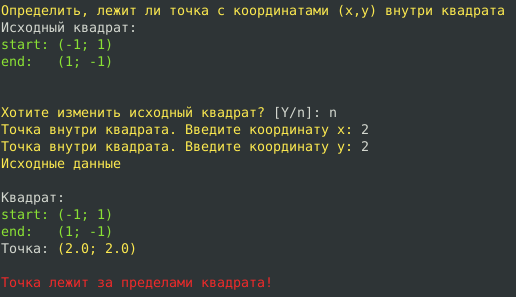 Определить, лежит ли точка с координатами (x,y) внутри квадрата
Исходный квадрат:
start: (-1; 1)
end:   (1; -1)
Хотите изменить исходный квадрат? [Y/n]: n
Точка внутри квадрата. Введите координату x: 2
Точка внутри квадрата. Введите координату y: 2
Исходные данные
Квадрат:
start: (-1; 1)
end:   (1; -1)
Точка: (2.0; 2.0)
Точка лежит за пределами квадрата!